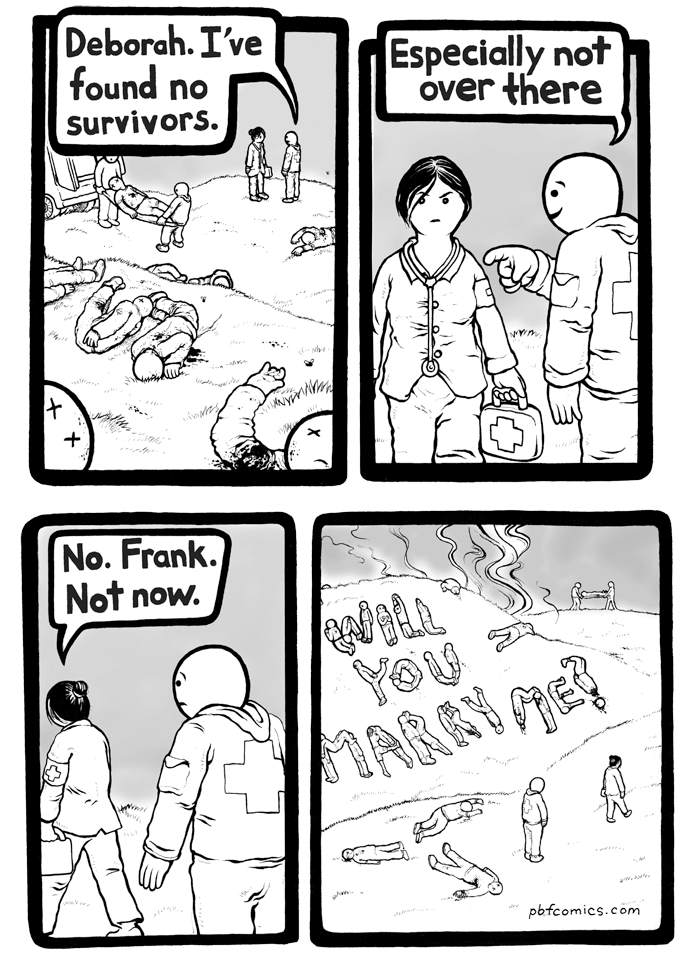 Deborah. I've
found no
survivors.
Especially not
over there
No. Frank.
Not now.
WILL
YOU
MARRY ME?
pbfcomics.com